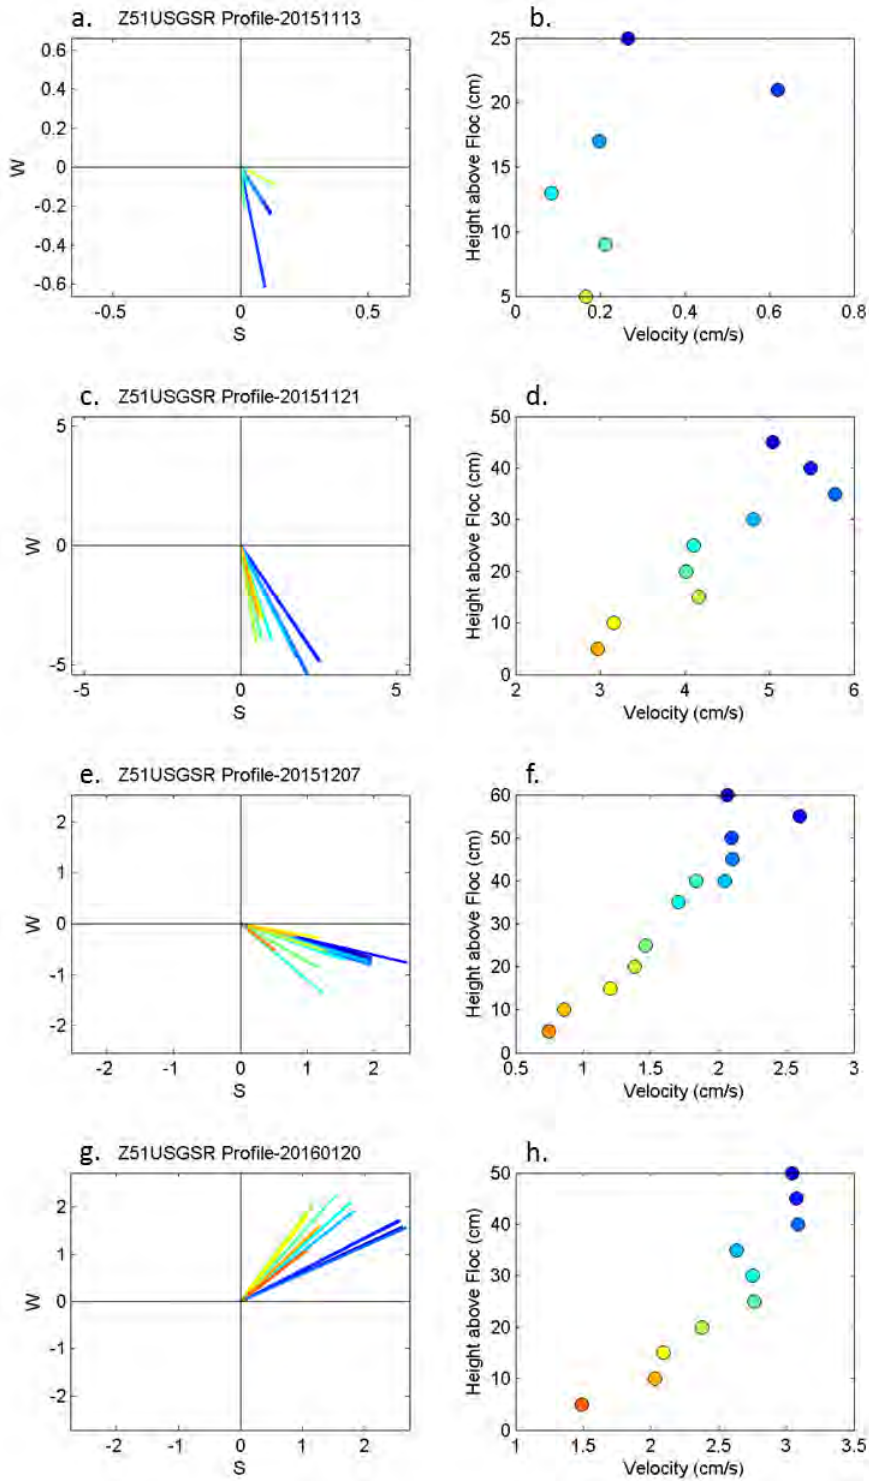 a. Z51USGSR Profile-20151113
0.6
0.4
0.2
0
-0.2
-0.4
-0.6
W
-0.5 0 0.5
S
b.
25
20
15
10
5
Height above Floc (cm)
0 0.2 0.4 0.6 0.8
Velocity (cm/s)
c. Z51USGSR Profile-20151121
5
0
-5
W
-5 0 5
S
d.
50
40
30
20
10
0
Height above Floc (cm)
2 3 4 5 6
Velocity (cm/s)
e. Z51USGSR Profile-20151207
2
1
0
-1
-2
W
-2 -1 0 1 2
S
f.
60
50
40
30
20
10
0
Height above Floc (cm)
0.5 1 1.5 2 2.5 3
Velocity (cm/s)
g. Z51USGSR Profile-20160120
2
1
0
-1
-2
W
-2 -1 0 1 2
S
h.
50
40
30
20
10
0
Height above Floc (cm)
1 1.5 2 2.5 3 3.5
Velocity (cm/s)